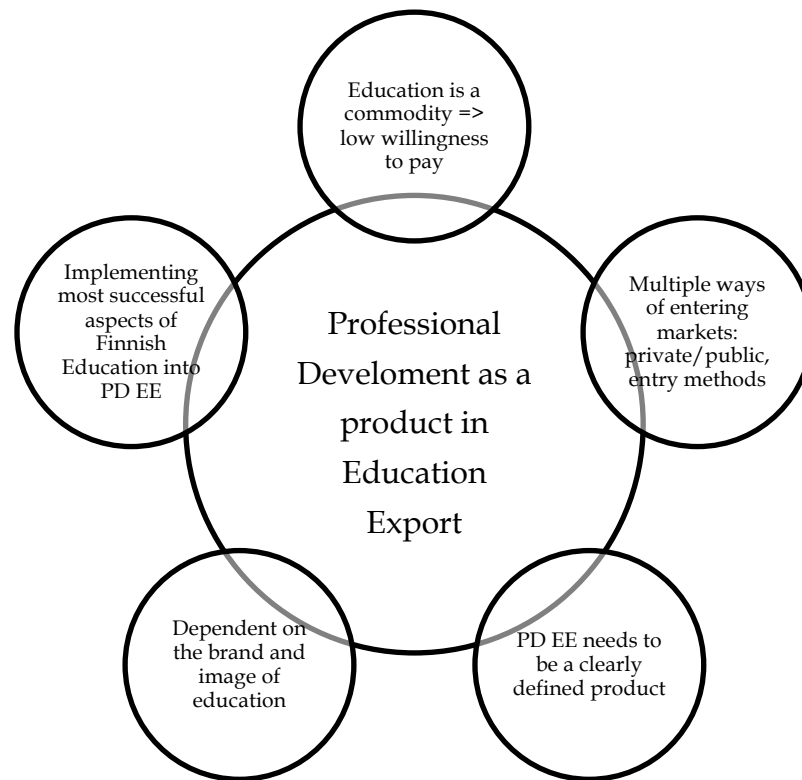 Education is a
commodity =>
low willingness
to pay
Implementing
most successful
aspects of
Finnish
Education into
PD EE
Professional
Develoment as a
product in
Education
Export
Multiple ways
of entering
markets:
private/public,
entry methods
Dependent on
the brand and
image of
education
PD EE needs to
be a clearly
defined product